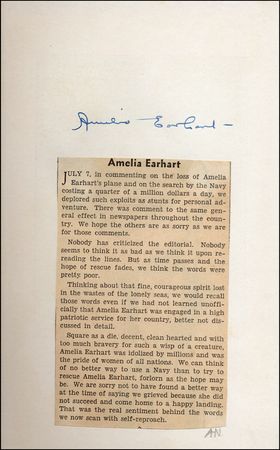 Amelia Earhart
Amelia Earhart
JULY 7, in commenting on the loss of Amelia
Earhart's plane and on the search by the Navy
costing a quarter of a million dollars a day, we
deplored such exploits as stunts for personal ad-
venture. There was comment to the same gen-
eral effect in newspapers throughout the coun-
try. We hope the others are as sorry as we are
for those comments.
Nobody has criticized the editorial. Nobody
seems to think it is bad as we think it upon re-
reading the lines. But as time passes and the
hope of rescue fades, we think the words were
pretty poor.
Thinking about that fine, courageous spirit lost
in the wastes of the lonely seas, we would recall
those words even if we had not learned unoffi-
cially that Amelia Earhart was engaged in a high
patriotic service for her country, better not dis-
cussed in detail.
Square as a die, decent, clean hearted and with
too much bravery for such a wisp of a creature,
Amelia Earhart was idolized by millions and was
the pride of women of all nations. We can think
of no better way to use a Navy than to try to
rescue Amelia Earhart, forlorn as the hope may
be. We are sorry not to have found a better way
at the time of saying we grieved because she did
not succeed and come home to a happy landing.
That was the real sentiment behind the words
we now scan with self-reproach.